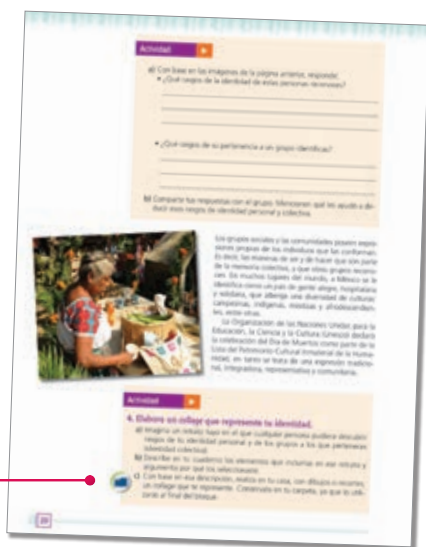 Actividad
a) Con base en las imágenes de la página anterior, responde:
• ¿Qué rasgos de la identidad de estas personas reconoces?
• ¿Qué rasgos de su pertenencia a un grupo identificas?
b) Comparte tus respuestas con el grupo. Mencionen qué les ayudó a de-
ducir esos rasgos de identidad personal y colectiva.
Los grupos sociales y las comunidades poseen expre-
siones propias de los individuos que las conforman.
Es decir, las maneras de ser y de hacer que son parte
de la memoria colectiva, y que otros grupos recono-
cen. En muchos lugares del mundo, a México se le
identifica como un país de gente alegre, hospitalaria
y solidaria, que alberga una diversidad de culturas:
campesinas, indígenas, mestizas y afrodescendien-
tes, entre otras.
La Organización de las Naciones Unidas para la
Educación, la Ciencia y la Cultura (Unesco) declaró
la celebración del Día de Muertos como parte de la
Lista del Patrimonio Cultural Inmaterial de la Huma-
nidad, en tanto se trata de una expresión tradicio-
nal, integradora, representativa y comunitaria.
Actividad
4. Elabora un collage que represente tu identidad.
a) Imagina un retrato tuyo en el que cualquier persona pudiera descubrir
rasgos de tu identidad personal y de los grupos a los que perteneces
(identidad colectiva).
b) Describe en tu cuaderno los elementos que incluirías en ese retrato y
argumenta por qué los seleccionaste.
c) Con base en esa descripción, realiza en tu casa, con dibujos o recortes,
un collage que te represente. Consérvalo en tu carpeta, ya que lo utili-
zarás al final del bloque.